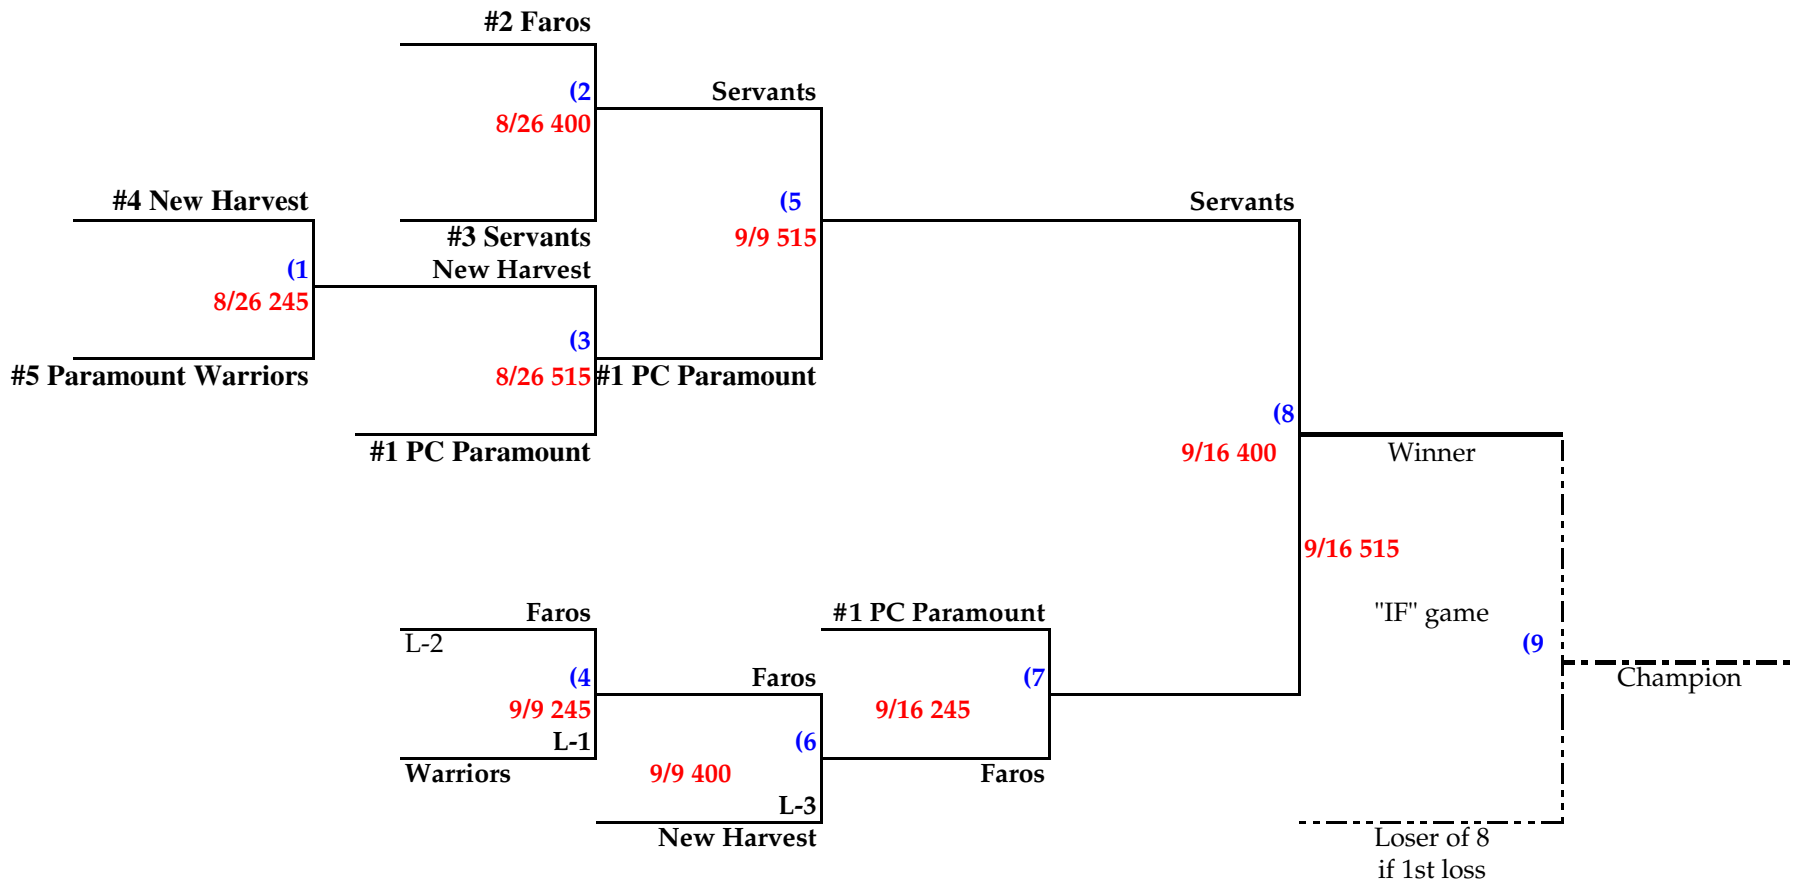 #2 Faros
(2
8/26 400
Servants
#4 New Harvest
#3 Servants
(5
9/9 515
Servants
(1
8/26 245
New Harvest
#5 Paramount Warriors
(3
8/26 515
#1 PC Paramount
#1 PC Paramount
(8
9/16 400
Winner
9/16 515
"IF" game
(9
Champion
Faros
L-2
(4
9/9 245
L-1
Warriors
Faros
(6
9/9 400
L-3
New Harvest
#1 PC Paramount
(7
9/16 245
Faros
Loser of 8
if 1st loss